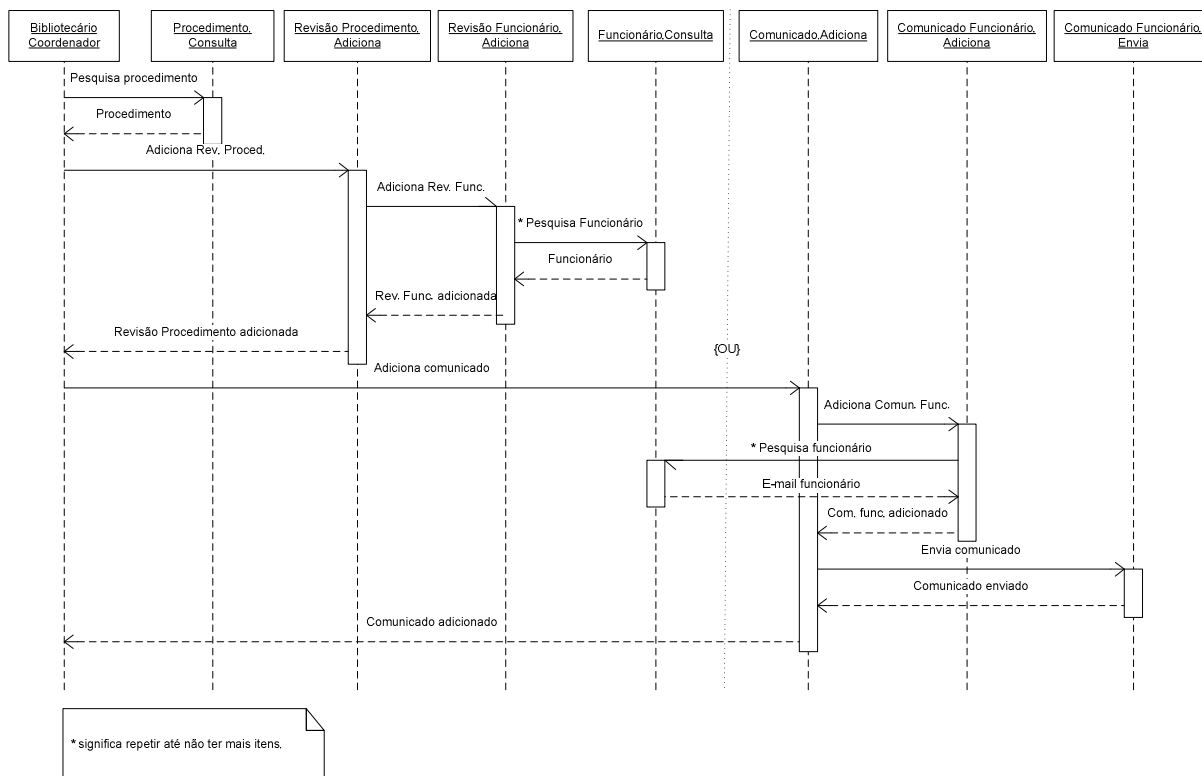 Bibliotecário
Coordenador
Procedimento.
Consulta
Revisão Procedimento.
Adiciona
Revisão Funcionário.
Adiciona
Funcionário.Consulta
Comunicado.Adiciona
Comunicado Funcionário.
Adiciona
Comunicado Funcionário.
Envia
Pesquisa procedimento
Procedimento
Adiciona Rev. Proced.
Adiciona Rev. Func.
* Pesquisa Funcionário
Funcionário
Rev. Func. adicionada
Revisão Procedimento adicionada
{OU}
Adiciona comunicado
Adiciona Comun. Func.
* Pesquisa funcionário
E-mail funcionário
Com. func. adicionado
Envia comunicado
Comunicado enviado
Comunicado adicionado
* significa repetir até não ter mais itens.